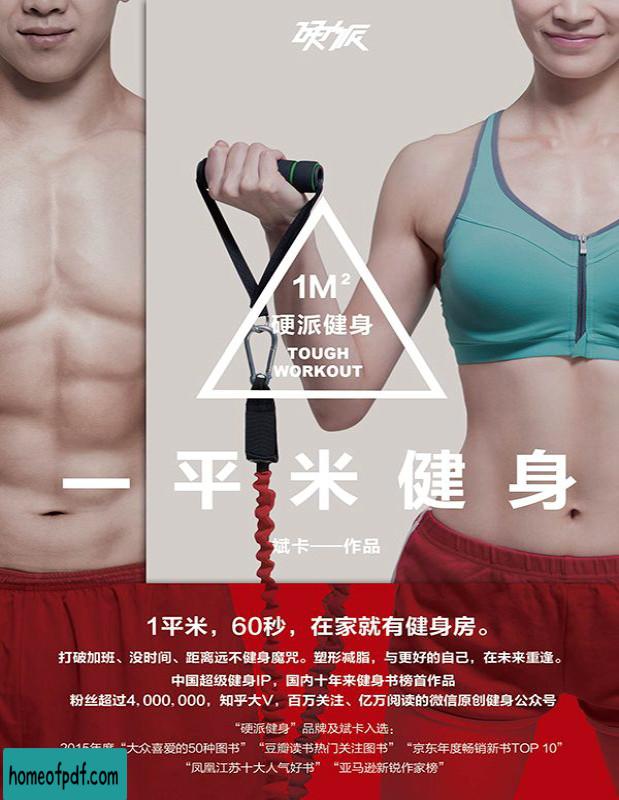 硬派
1M²
硬派健身
TOUGH
WORKOUT
一平米健身
斌卡——作品
1平米，60秒，在家就有健身房。
打破加班、没时间、距离远不健身魔咒。塑形减脂，与更好的自己，在未来重逢。
中国超级健身IP，国内十年来健身书榜首作品
粉丝超过4,000,000，知乎大V，百万关注、亿万阅读的微信原创健身公众号
“硬派健身”品牌及斌卡入选：
2015年度“大众喜爱的50种图书” “豆瓣读书热门关注图书” “京东年度畅销新书TOP 10”
“凤凰江苏十大人气好书” “亚马逊新锐作家榜”
homeofpdf.com